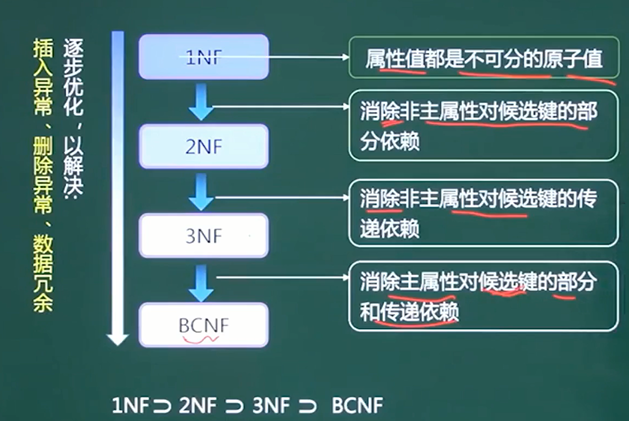 插入异常、删除异常、数据冗余
逐步优化，以解决:
1NF
属性值都是不可分的原子值
消除非主属性对候选键的部
分依赖
2NF
消除非主属性对候选键的传
递依赖
3NF
消除主属性对候选键的部分
和传递依赖
BCNF
1NF⊃ 2NF ⊃ 3NF ⊃ BCNF